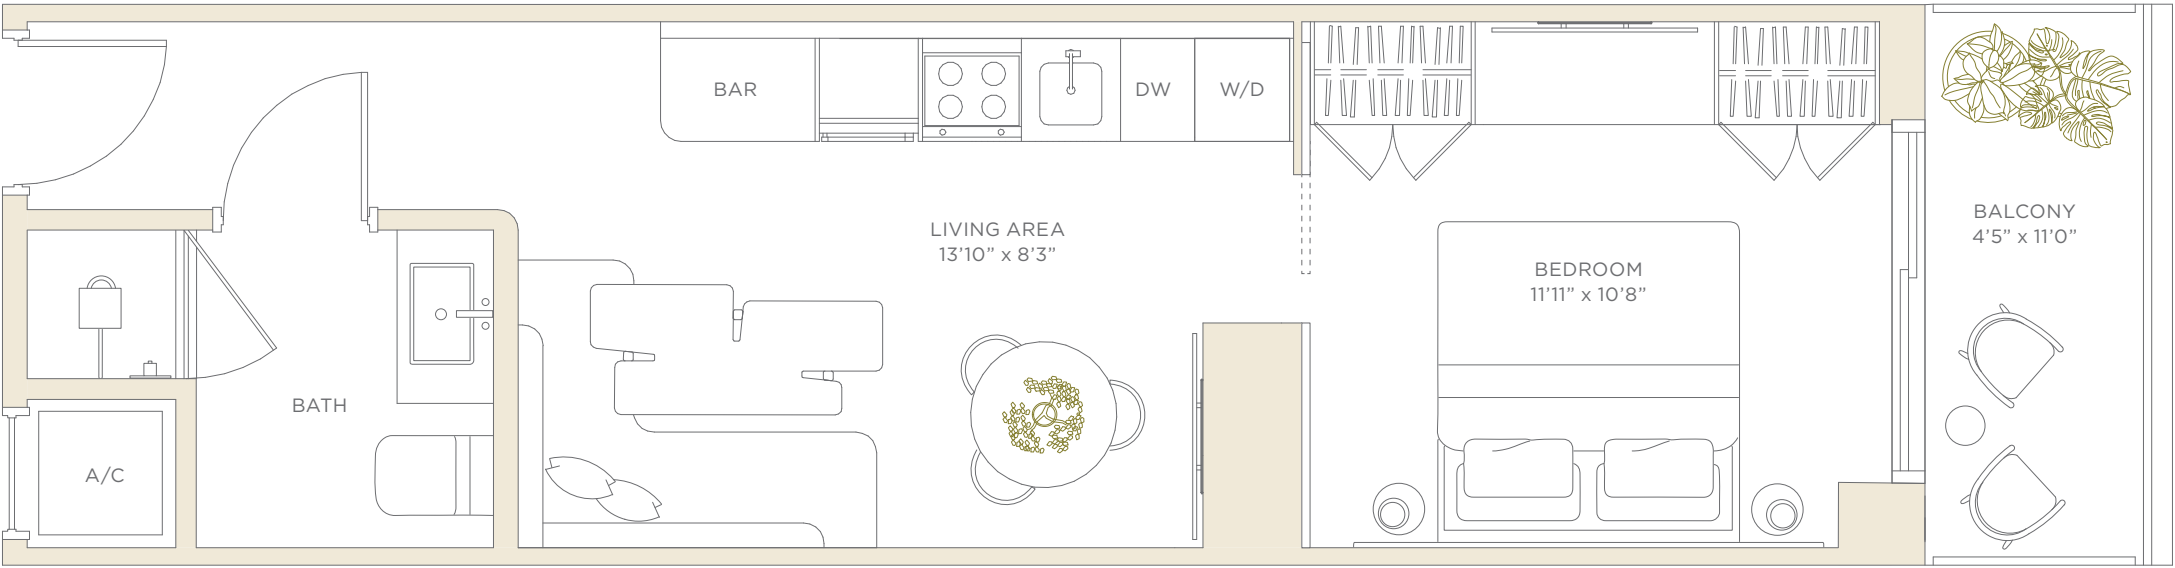 BAR
DW
W/D
LIVING AREA
13’10” x 8’3”
BEDROOM
11’11” x 10’8”
BALCONY
4’5” x 11’0”
BATH
A/C